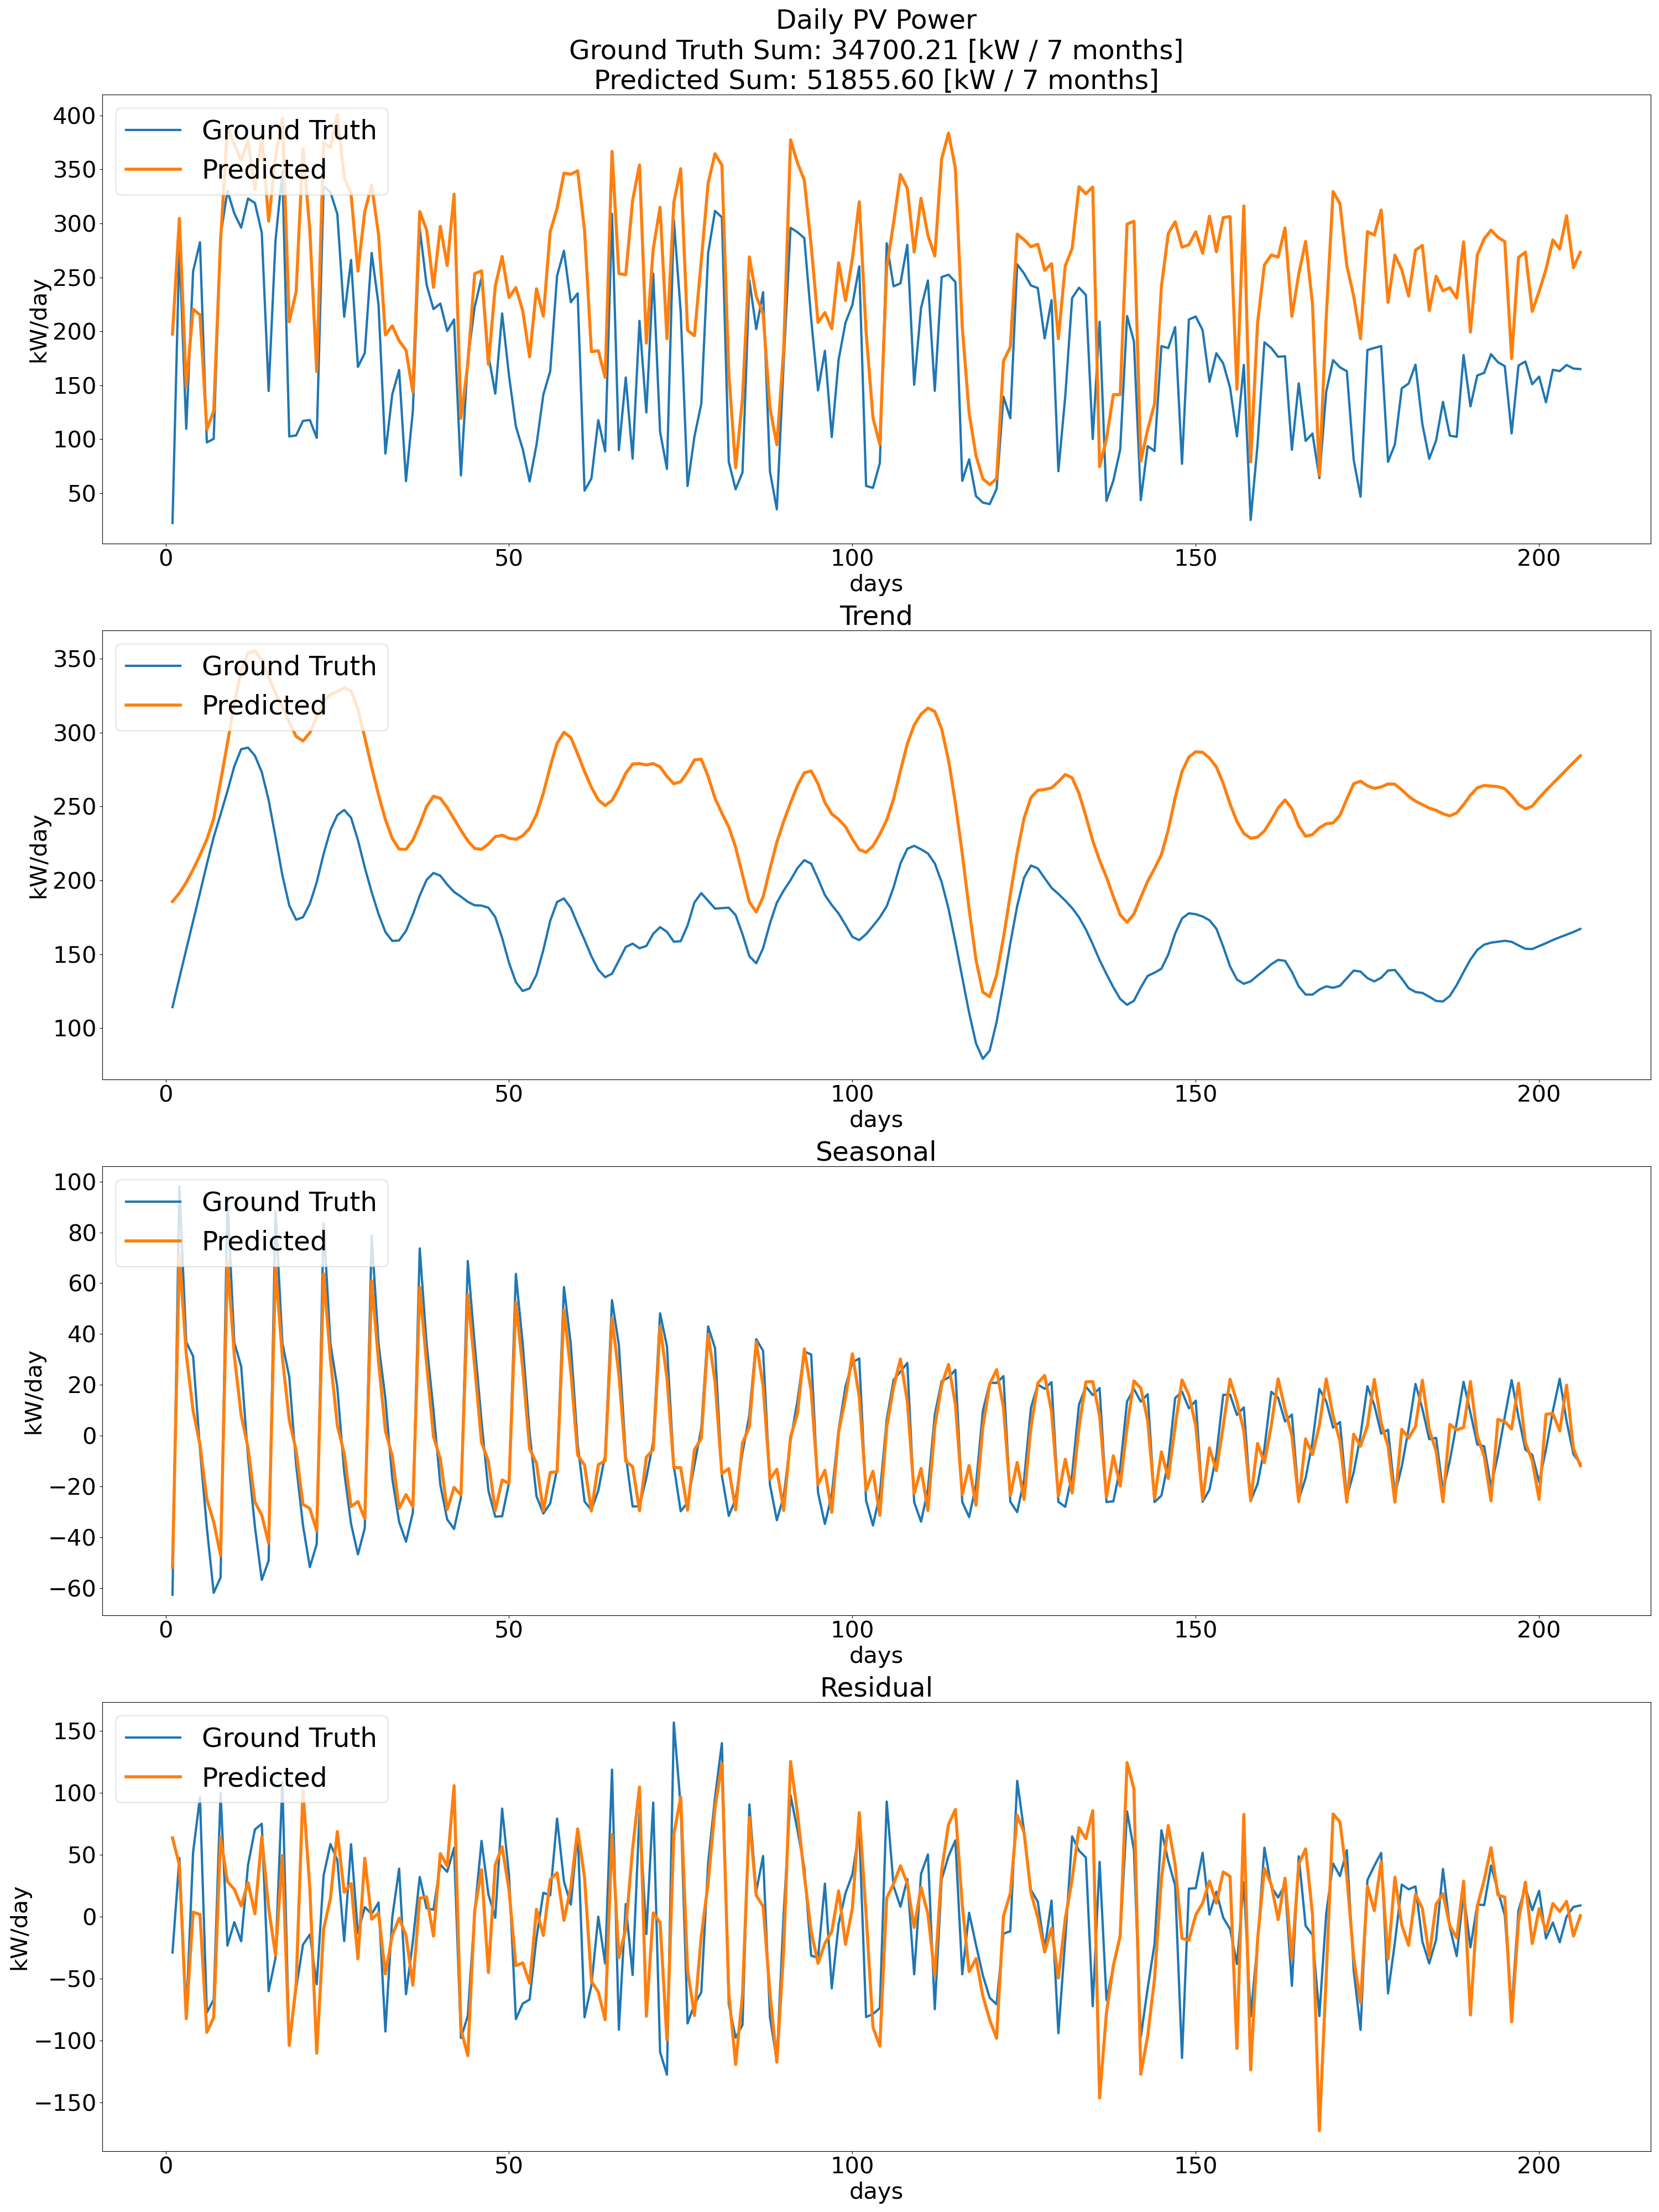 Daily PV Power
Ground Truth Sum: 34700.21 [kW / 7 months]
Predicted Sum: 51855.60 [kW / 7 months]
400
350
300
250
200
150
100
50
kW/day
Ground Truth
Predicted
0 50 100 150 200
days
Trend
350
300
250
200
150
100
kW/day
Ground Truth
Predicted
0 50 100 150 200
days
Seasonal
100
80
60
40
20
0
−20
−40
−60
kW/day
Ground Truth
Predicted
0 50 100 150 200
days
Residual
150
100
50
0
−50
−100
−150
kW/day
Ground Truth
Predicted
0 50 100 150 200
days